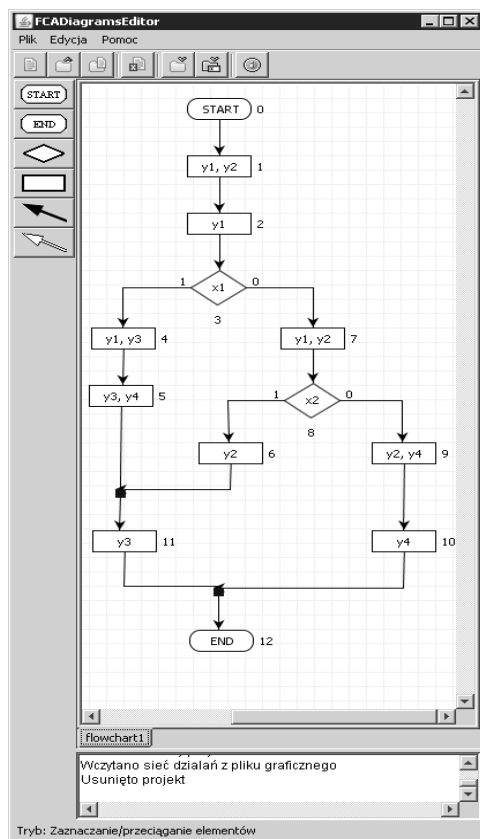 FCADiagramsEditor
Plik Edycja Pomoc
START
END
START 0
y1, y2 1
y1 2
1 x1 0
3
y1, y3 4
y1, y2 7
y3, y4 5
1 x2 0
8
y2 6
y2, y4 9
y3 11
y4 10
END 12
flowchart1
Wczytano sieć działań z pliku graficznego
Usunięto projekt
Tryb: Zaznaczanie/przeciąganie elementów